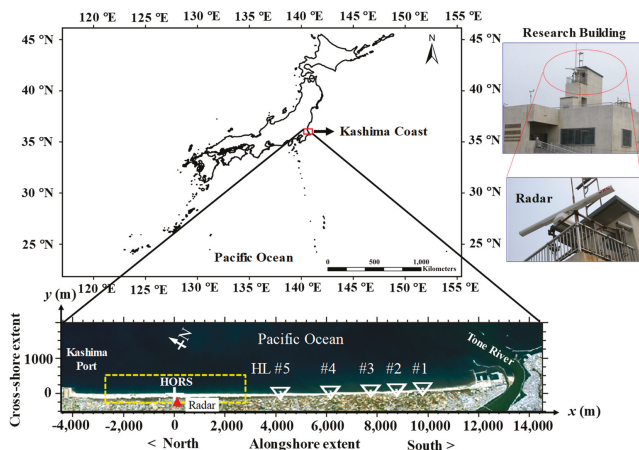 120 °E 125 °E 130 °E 135 °E 140 °E 145 °E 150 °E 155 °E
Research Building
45 °N
40 °N
35 °N
30 °N
25 °N
45 °N
40 °N
35 °N
30 °N
25 °N
N
Kashima Coast
Radar
Pacific Ocean
0 500 1,000
Kilometers
120 °E 125 °E 130 °E 135 °E 140 °E 145 °E 150 °E 155 °E
y (m)
Cross-shore extent
1000
0
Kashima
Port
N
Pacific Ocean
Tone River
HORS
HL #5 #4 #3 #2 #1
Radar
x (m)
-4,000 -2,000 0 2,000 4,000 6,000 8,000 10,000 12,000 14,000
< North Alongshore extent South >